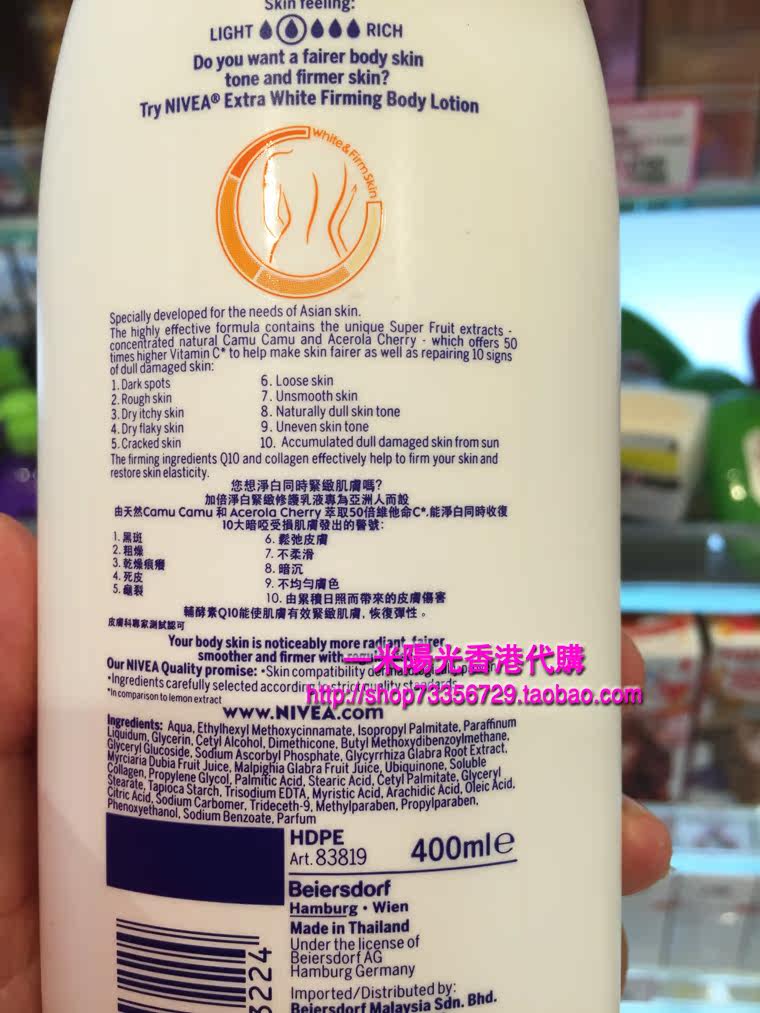 Skin feeling:
LIGHT RICH
Do you want a fairer body skin
tone and firmer skin?
Try NIVEA® Extra White Firming Body Lotion
White&FirmSkin
Specially developed for the needs of Asian skin.
The highly effective formula contains the unique Super Fruit extracts -
concentrated natural Camu Camu and Acerola Cherry - which offers 50
times higher Vitamin C* to help make skin fairer as well as repairing 10 signs
of dull damaged skin:
1. Dark spots
2. Rough skin
3. Dry itchy skin
4. Dry flaky skin
5. Cracked skin
6. Loose skin
7. Unsmooth skin
8. Naturally dull skin tone
9. Uneven skin tone
10. Accumulated dull damaged skin from sun
The firming ingredients Q10 and collagen effectively help to firm your skin and
restore skin elasticity.
您想淨白同時緊緻肌膚嗎?
加倍淨白緊緻修護乳液專為亞洲人而設
由天然Camu Camu 和 Acerola Cherry 萃取50倍維他命C*,能淨白同時收復
10大暗啞受損肌膚發出的警號:
1. 黑斑
2. 粗燥
3. 乾燥痕癢
4. 死皮
5. 龜裂
6. 鬆弛皮膚
7. 不柔滑
8. 暗沉
9. 不均勻膚色
10. 由累積日照而帶來的皮膚傷害
輔酵素Q10能使肌膚有效緊緻肌膚, 恢復彈性。
皮膚科專家測試認可
Your body skin is noticeably more radiant, fairer,
smoother and firmer with
Our NIVEA Quality promise: •Skin compatibility
•Ingredients carefully selected according quality standards
*In comparison to lemon extract
一米陽光香港代購
http://shop73356729.taobao.com
www.NIVEA.com
Ingredients: Aqua, Ethylhexyl Methoxycinnamate, Isopropyl Palmitate, Paraffinum
Liquidum, Glycerin, Cetyl Alcohol, Dimethicone, Butyl Methoxydibenzoylmethane,
Glyceryl Glucoside, Sodium Ascorbyl Phosphate, Glycyrrhiza Glabra Root Extract,
Myrciaria Dubia Fruit Juice, Malpighia Glabra Fruit Juice, Ubiquinone, Soluble
Collagen, Propylene Glycol, Palmitic Acid, Stearic Acid, Cetyl Palmitate, Glyceryl
Stearate, Tapioca Starch, Trisodium EDTA, Myristic Acid, Arachidic Acid, Oleic Acid,
Citric Acid, Sodium Carbomer, Trideceth-9, Methylparaben, Propylparaben,
Phenoxyethanol, Sodium Benzoate, Parfum
HDPE
Art. 83819
400ml e
Beiersdorf
Hamburg • Wien
Made in Thailand
Under the license of
Beiersdorf AG
Hamburg Germany
Imported/Distributed by:
Beiersdorf Malaysia Sdn. Bhd.
3224